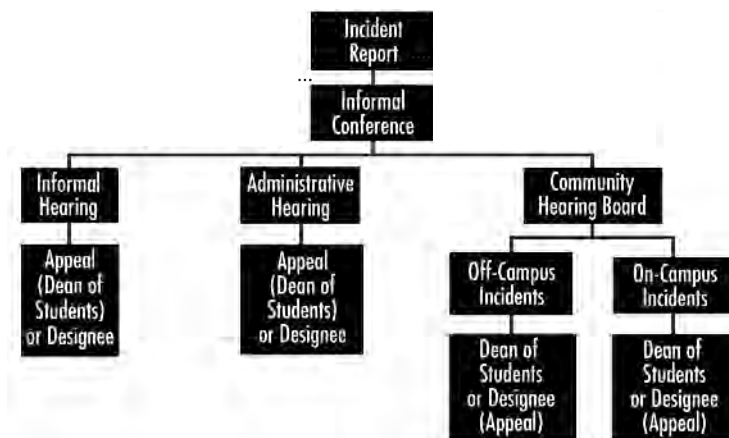 Incident
Report
Informal
Conference
Informal
Hearing
Administrative
Hearing
Community
Hearing Board
Appeal
(Dean of
Students)
or Designee
Appeal
(Dean of
Students)
or Designee
Off-Campus
Incidents
On-Campus
Incidents
Dean of
Students
or Designee
(Appeal)
Dean of
Students
or Designee
(Appeal)